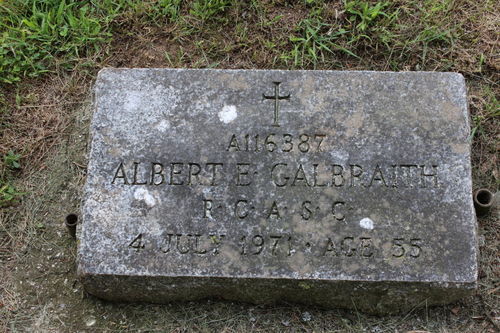 A116387
ALBERT E · GALBRAITH
R · C · A · S · C
4 JULY 1971 · AGE 55